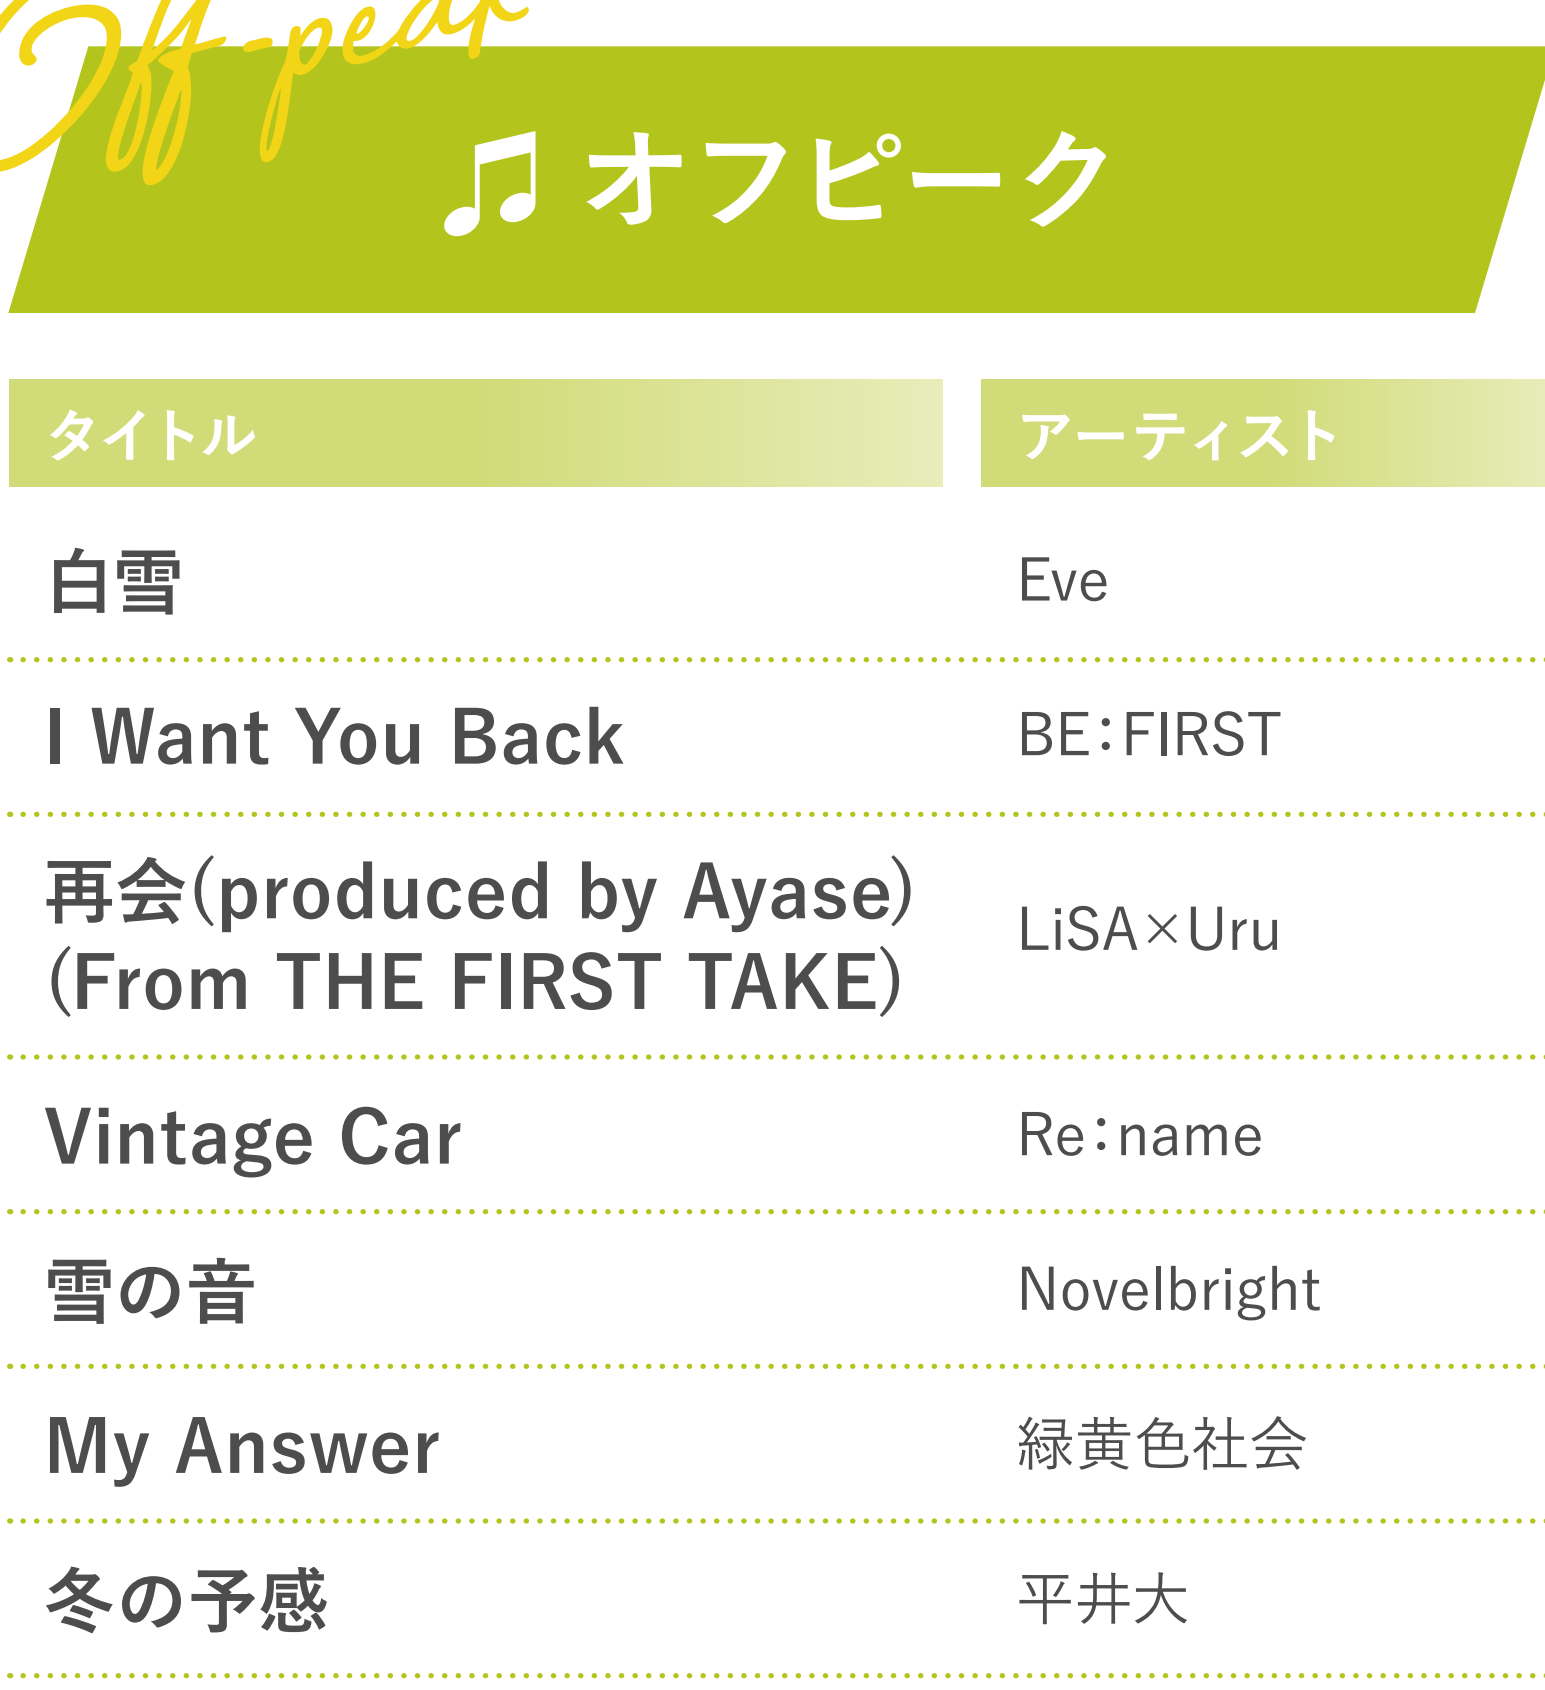 Off-peak
♫ オフピーク
タイトル
アーティスト
白雪
Eve
I Want You Back
BE:FIRST
再会(produced by Ayase)
(From THE FIRST TAKE)
LiSA×Uru
Vintage Car
Re:name
雪の音
Novelbright
My Answer
緑黄色社会
冬の予感
平井大